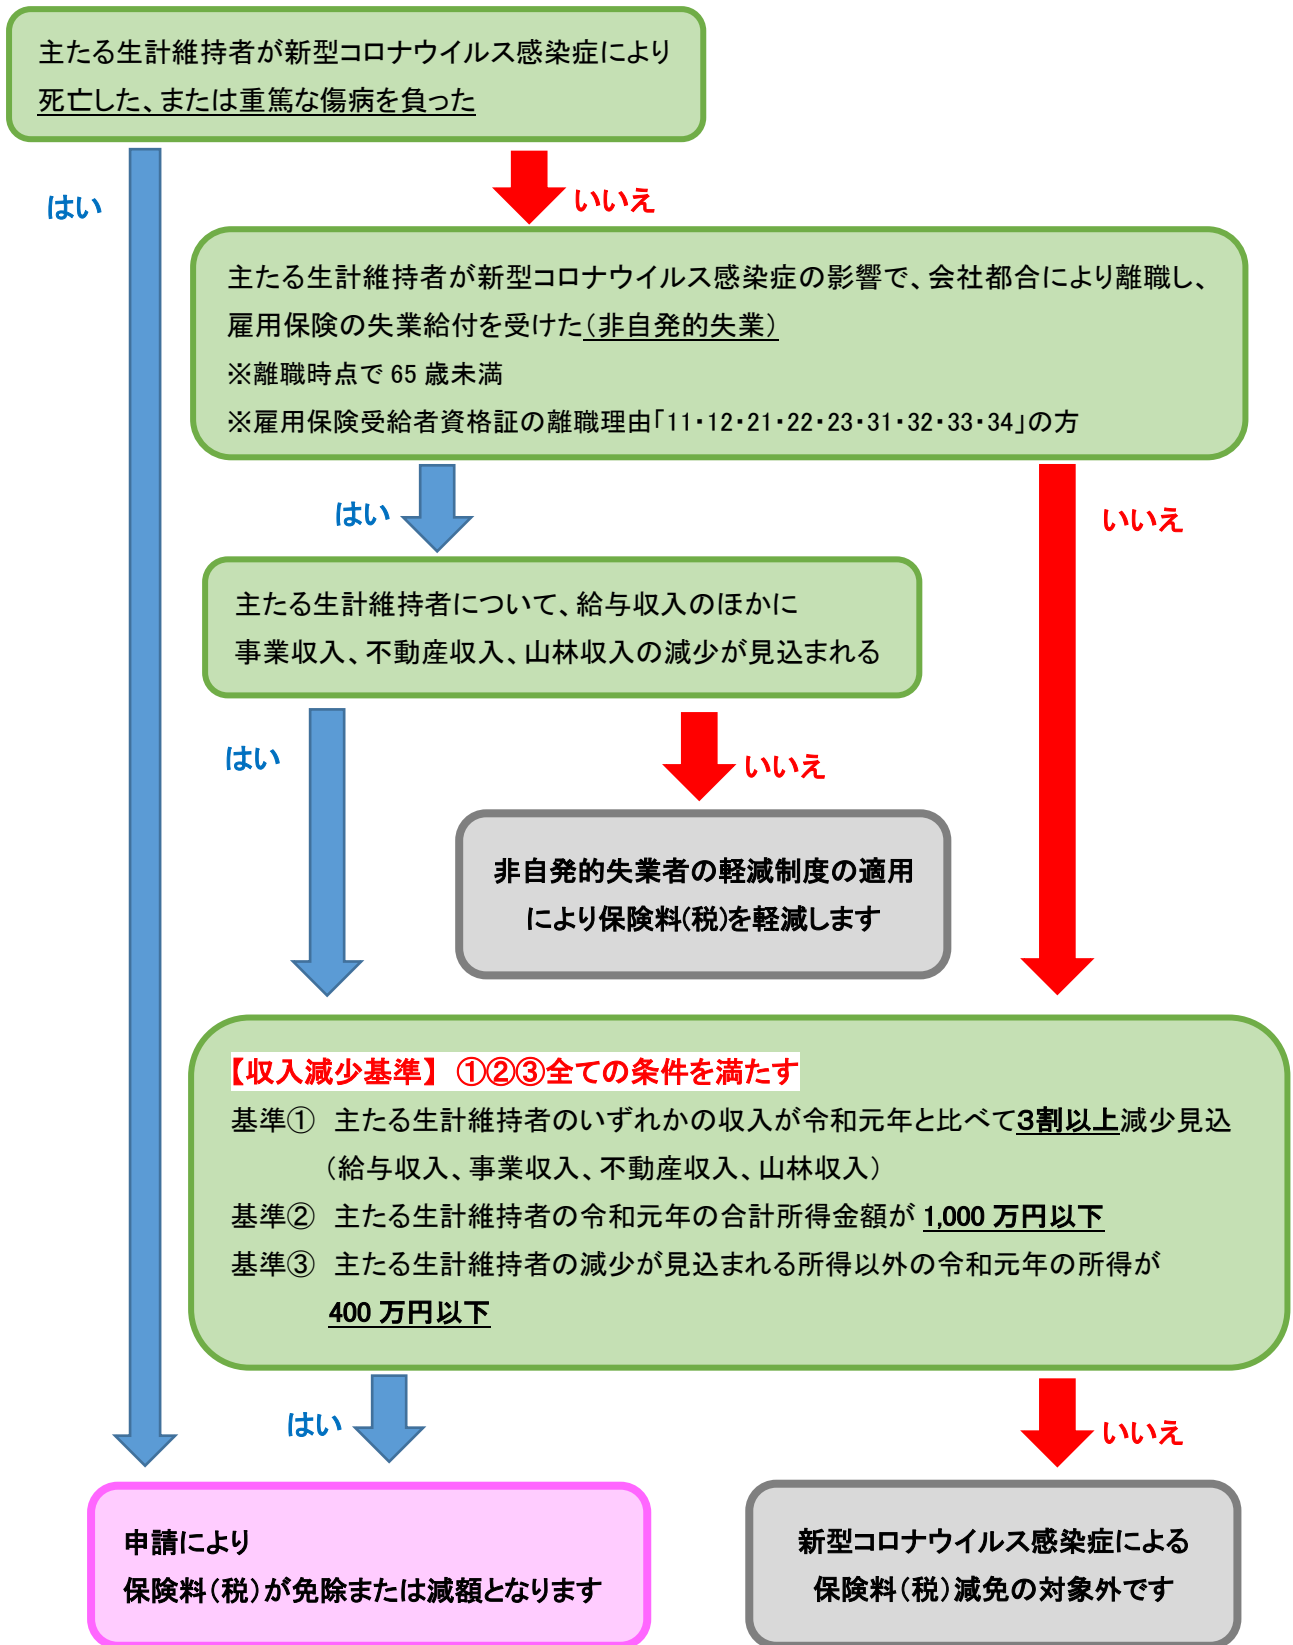 主たる生計維持者が新型コロナウイルス感染症により
死亡した、または重篤な傷病を負った
はい
いいえ
主たる生計維持者が新型コロナウイルス感染症の影響で、会社都合により離職し、
雇用保険の失業給付を受けた（非自発的失業）
※離職時点で 65 歳未満
※雇用保険受給者資格証の離職理由「11・12・21・22・23・31・32・33・34」の方
はい
いいえ
主たる生計維持者について、給与収入のほかに
事業収入、不動産収入、山林収入の減少が見込まれる
はい
いいえ
非自発的失業者の軽減制度の適用
により保険料(税)を軽減します
【収入減少基準】 ①②③全ての条件を満たす
基準① 主たる生計維持者のいずれかの収入が令和元年と比べて３割以上減少見込
（給与収入、事業収入、不動産収入、山林収入）
基準② 主たる生計維持者の令和元年の合計所得金額が 1,000 万円以下
基準③ 主たる生計維持者の減少が見込まれる所得以外の令和元年の所得が
400 万円以下
はい
いいえ
申請により
保険料（税）が免除または減額となります
新型コロナウイルス感染症による
保険料（税）減免の対象外です